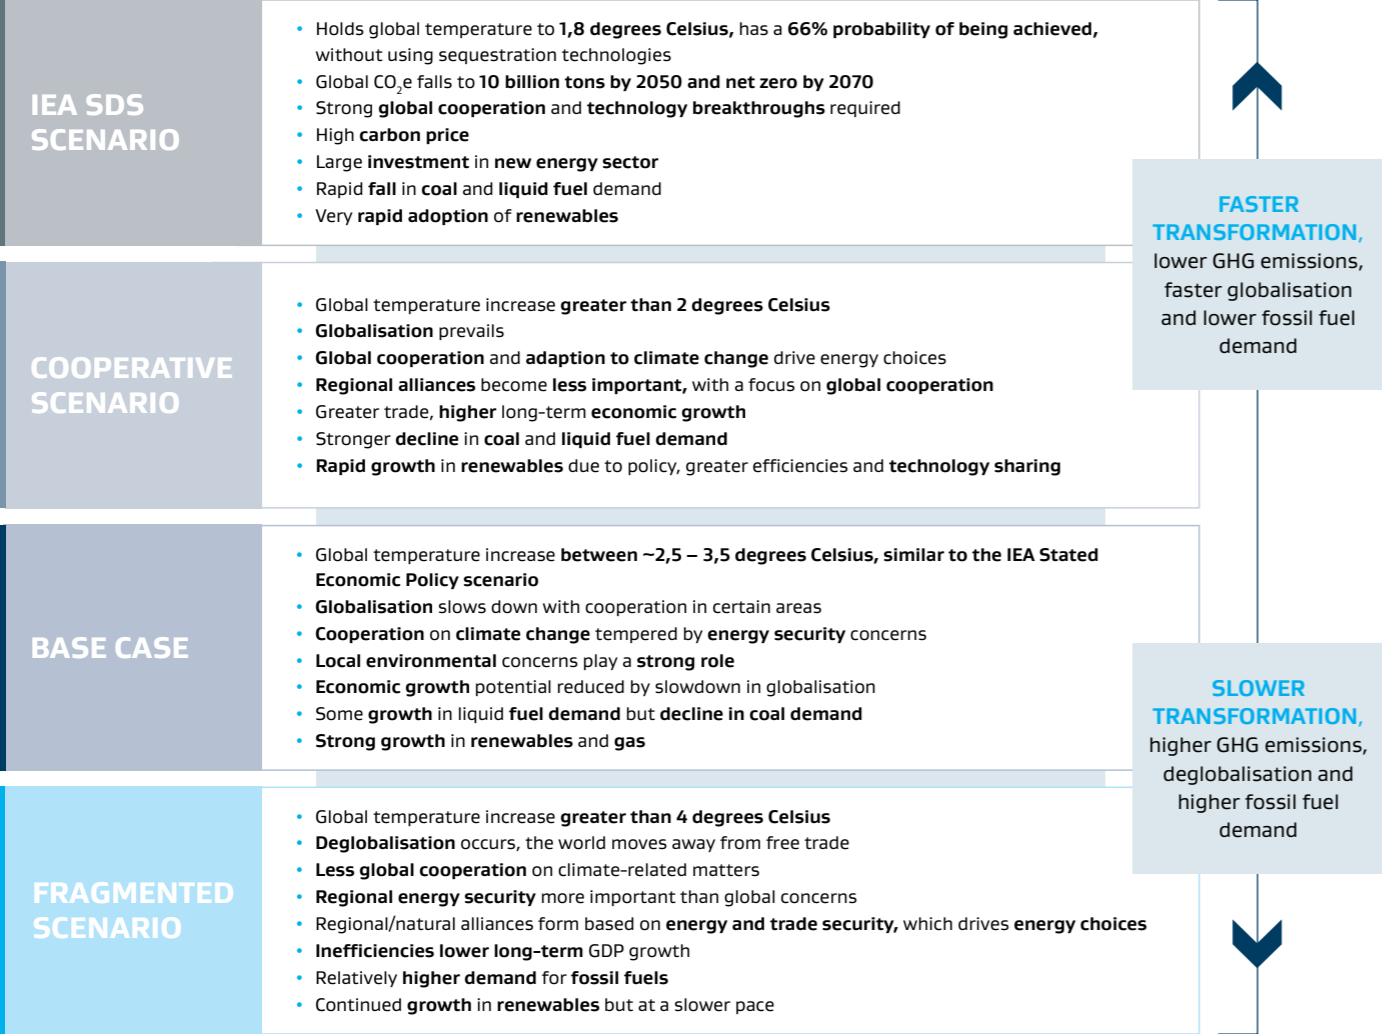 IEA SDS
SCENARIO
• Holds global temperature to 1,8 degrees Celsius, has a 66% probability of being achieved,
without using sequestration technologies
• Global CO₂e falls to 10 billion tons by 2050 and net zero by 2070
• Strong global cooperation and technology breakthroughs required
• High carbon price
• Large investment in new energy sector
• Rapid fall in coal and liquid fuel demand
• Very rapid adoption of renewables
COOPERATIVE
SCENARIO
• Global temperature increase greater than 2 degrees Celsius
• Globalisation prevails
• Global cooperation and adaption to climate change drive energy choices
• Regional alliances become less important, with a focus on global cooperation
• Greater trade, higher long-term economic growth
• Stronger decline in coal and liquid fuel demand
• Rapid growth in renewables due to policy, greater efficiencies and technology sharing
BASE CASE
• Global temperature increase between ~2,5 – 3,5 degrees Celsius, similar to the IEA Stated
Economic Policy scenario
• Globalisation slows down with cooperation in certain areas
• Cooperation on climate change tempered by energy security concerns
• Local environmental concerns play a strong role
• Economic growth potential reduced by slowdown in globalisation
• Some growth in liquid fuel demand but decline in coal demand
• Strong growth in renewables and gas
FRAGMENTED
SCENARIO
• Global temperature increase greater than 4 degrees Celsius
• Deglobalisation occurs, the world moves away from free trade
• Less global cooperation on climate-related matters
• Regional energy security more important than global concerns
• Regional/natural alliances form based on energy and trade security, which drives energy choices
• Inefficiencies lower long-term GDP growth
• Relatively higher demand for fossil fuels
• Continued growth in renewables but at a slower pace
FASTER
TRANSFORMATION,
lower GHG emissions,
faster globalisation
and lower fossil fuel
demand
SLOWER
TRANSFORMATION,
higher GHG emissions,
deglobalisation and
higher fossil fuel
demand